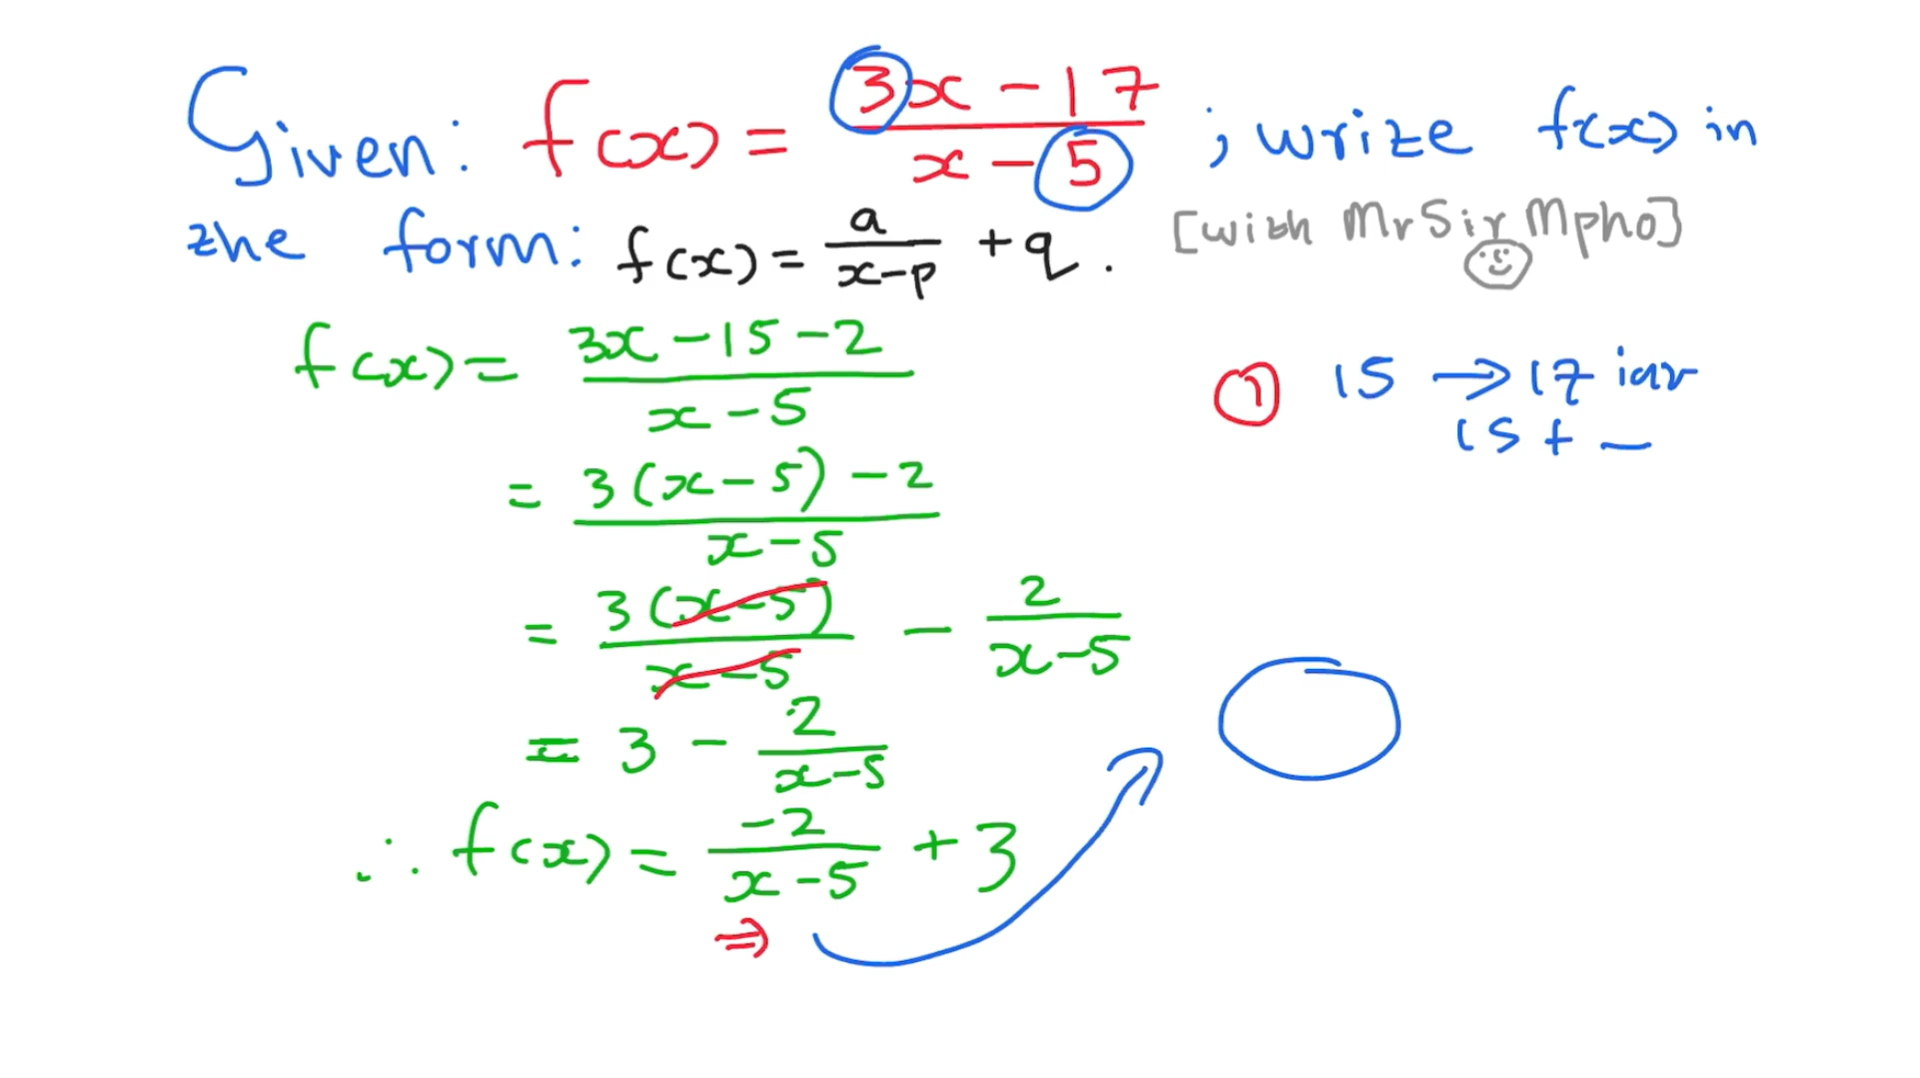 Given: f(x) = (3x - 17)/(x - 5) ; write f(x) in
the form: f(x) = a/(x - p) + q.
[with MrSir Mpho]
f(x) = (3x - 15 - 2)/(x - 5)
① 15 → 17
15 + _
= (3(x - 5) - 2)/(x - 5)
= 3(x - 5)/(x - 5) - 2/(x - 5)
= 3 - 2/(x - 5)
∴ f(x) = -2/(x - 5) + 3
⇒